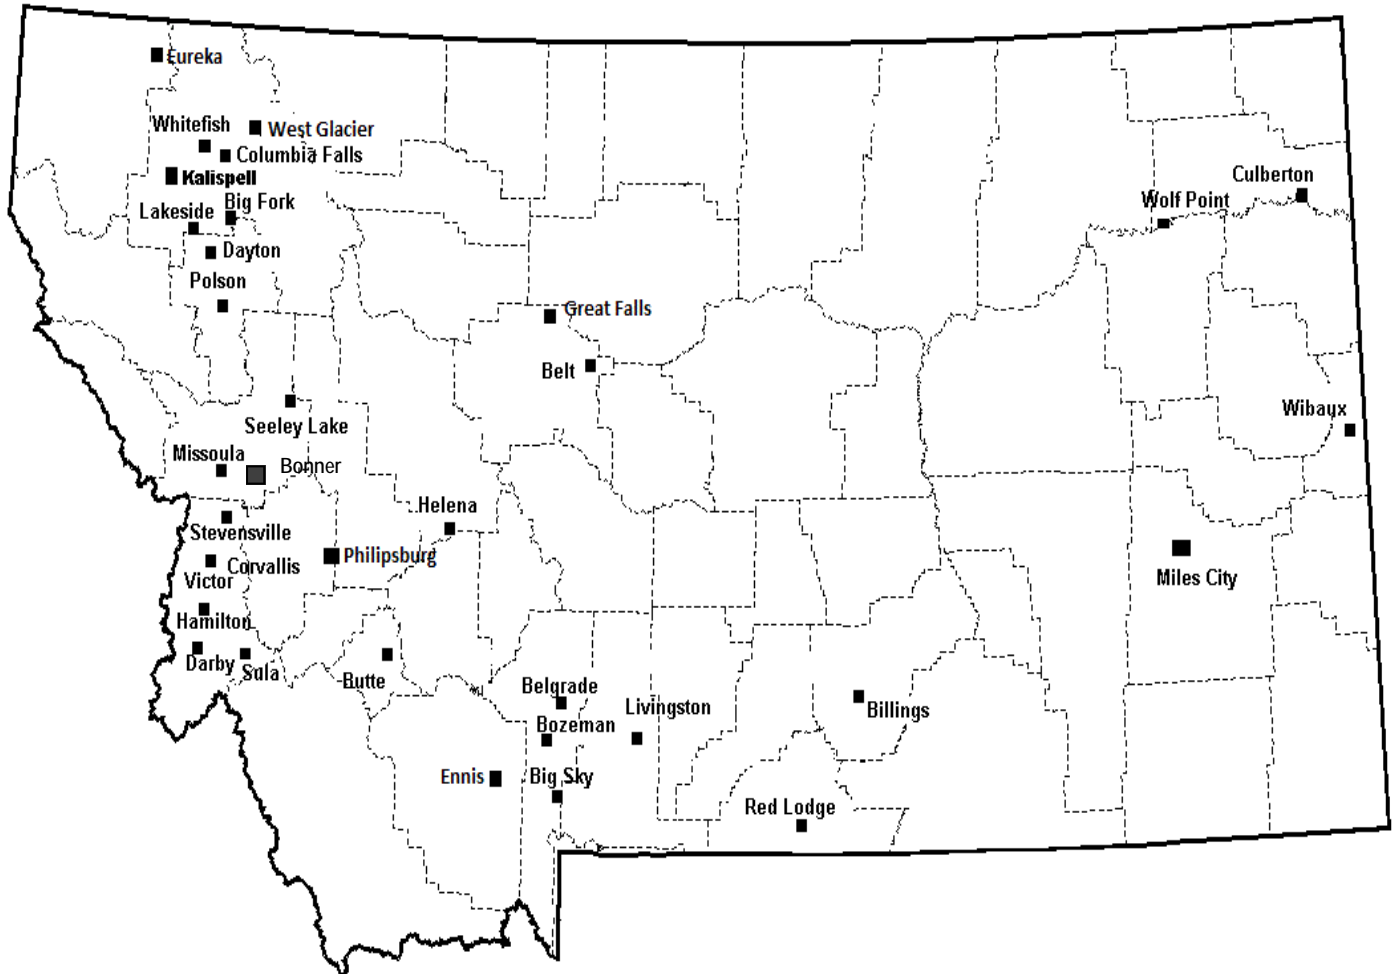 Eureka
Whitefish
West Glacier
Columbia Falls
Kalispell
Culberton
Big Fork
Lakeside
Wolf Point
Dayton
Polson
Great Falls
Belt
Wibaux
Seeley Lake
Missoula
Bonner
Helena
Stevensville
Philipsburg
Corvallis
Victor
Miles City
Hamilton
Darby
Sula
Butte
Belgrade
Livingston
Billings
Bozeman
Ennis
Big Sky
Red Lodge